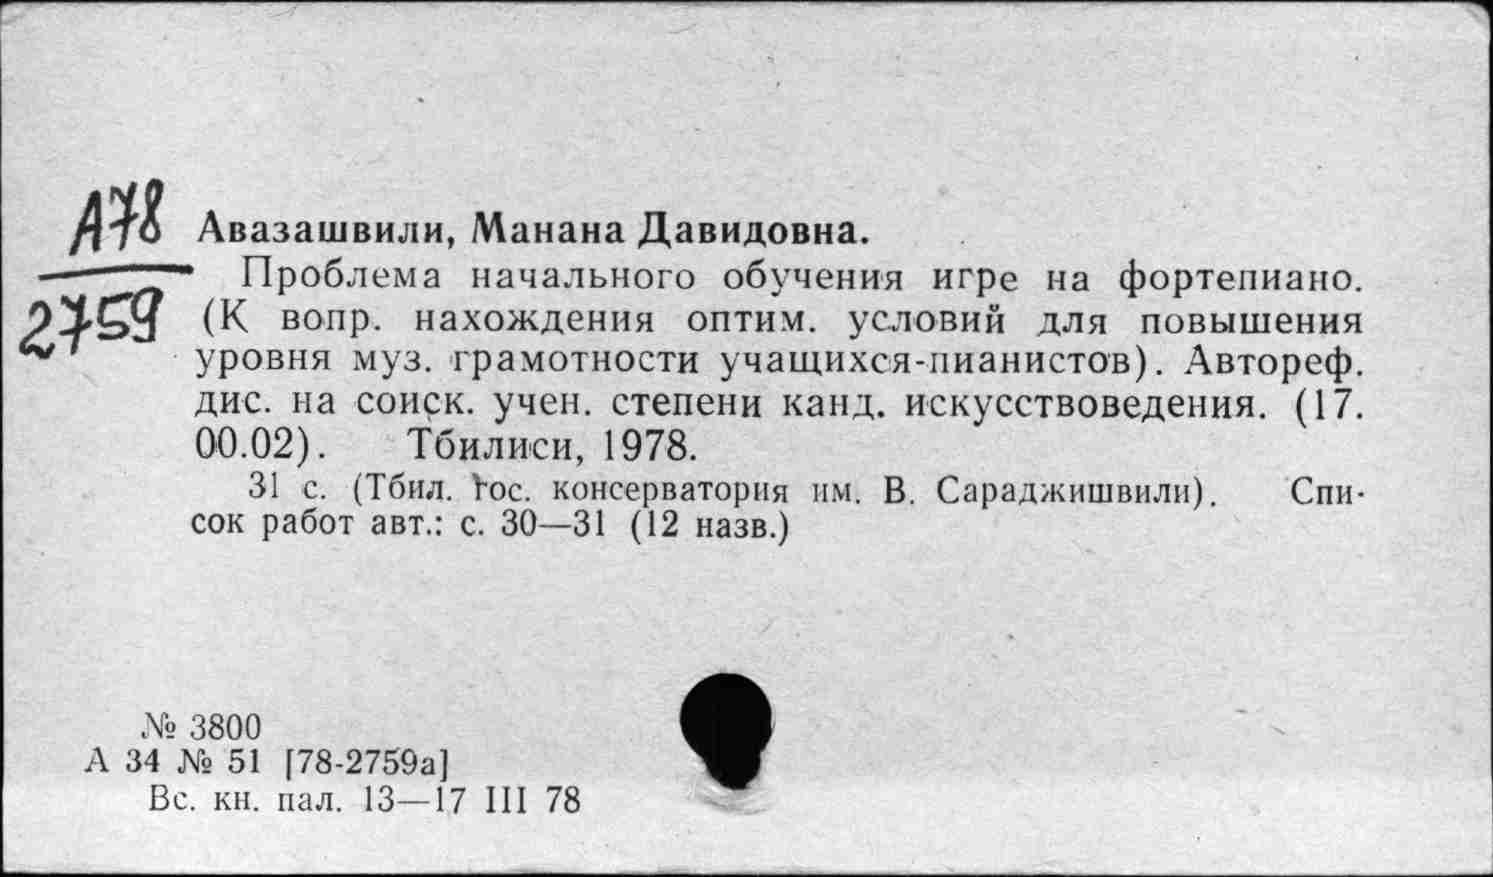 А78
2759
Авазашвили, Манана Давидовна.
Проблема начального обучения игре на фортепиано.
(К вопр. нахождения оптим. условий для повышения
уровня муз. грамотности учащихся-пианистов). Автореф.
дис. на соиск. учен. степени канд. искусствоведения. (17.
00.02). Тбилиси, 1978.
31 с. (Тбил. гос. консерватория им. В. Сараджишвили). Спи-
сок работ авт.: с. 30—31 (12 назв.)
№ 3800
А 34 № 51 [78-2759а]
Вс. кн. пал. 13—17 III 78